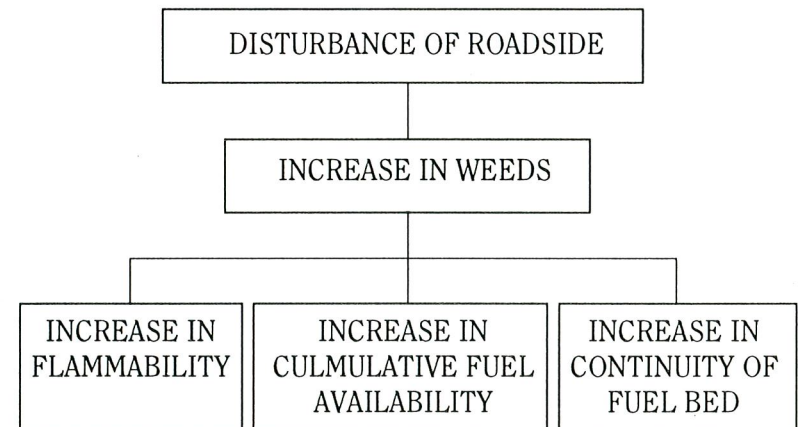 DISTURBANCE OF ROADSIDE
INCREASE IN WEEDS
INCREASE IN
FLAMMABILITY
INCREASE IN
CULMULATIVE FUEL
AVAILABILITY
INCREASE IN
CONTINUITY OF
FUEL BED